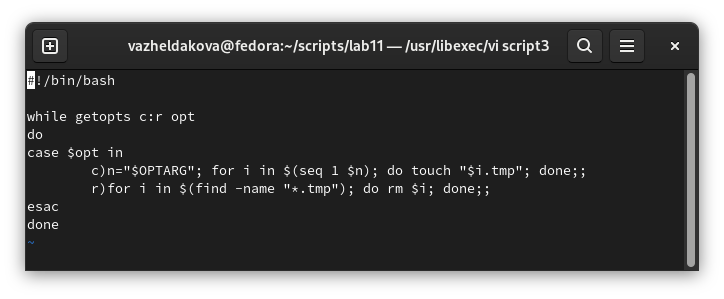 vazheldakova@fedora:~/scripts/lab11 — /usr/libexec/vi script3
#!/bin/bash
while getopts c:r opt
do
case $opt in
        c)n="$OPTARG"; for i in $(seq 1 $n); do touch "$i.tmp"; done;;
        r)for i in $(find -name "*.tmp"); do rm $i; done;;
esac
done
~